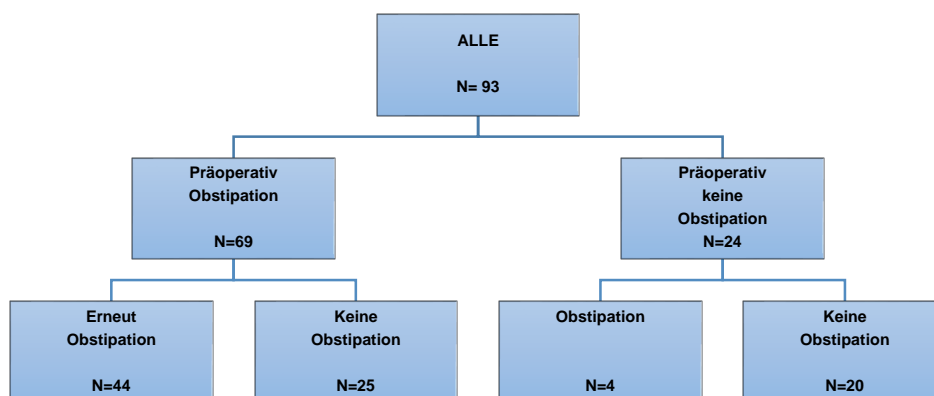 ALLE
N= 93
Präoperativ
Obstipation
N=69
Präoperativ
keine
Obstipation
N=24
Erneut
Obstipation
N=44
Keine
Obstipation
N=25
Obstipation
N=4
Keine
Obstipation
N=20